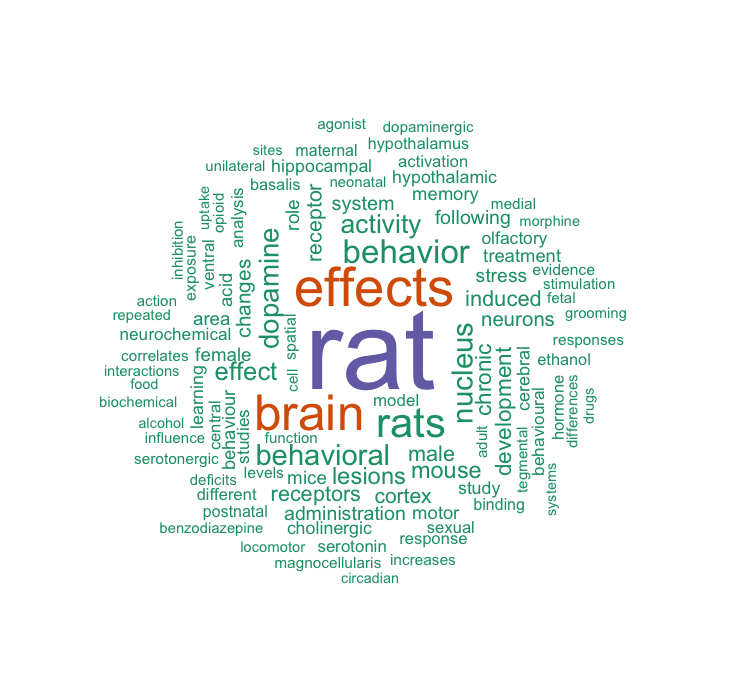 agonist
dopaminergic
hypothalamus
sites
maternal
unilateral
hippocampal
activation
basalis
neonatal
hypothalamic
memory
uptake
opioid
analysis
role
receptor
system
medial
activity
following
morphine
inhibition
exposure
ventral
acid
changes
dopamine
behavior
olfactory
treatment
evidence
stress
stimulation
effects
induced
fetal
action
repeated
area
neurons
grooming
neurochemical
spatial
rat
responses
correlates
female
interactions
effect
cell
nucleus
chronic
cerebral
ethanol
food
biochemical
learning
central
behaviour
studies
brain
model
rats
development
behavioural
hormone
differences
drugs
alcohol
influence
function
adult
tegmental
serotonergic
behavioral
male
deficits
levels
mice
lesions
mouse
systems
different
receptors
cortex
study
binding
postnatal
administration
motor
benzodiazepine
cholinergic
sexual
locomotor
serotonin
response
magnocellularis
increases
circadian